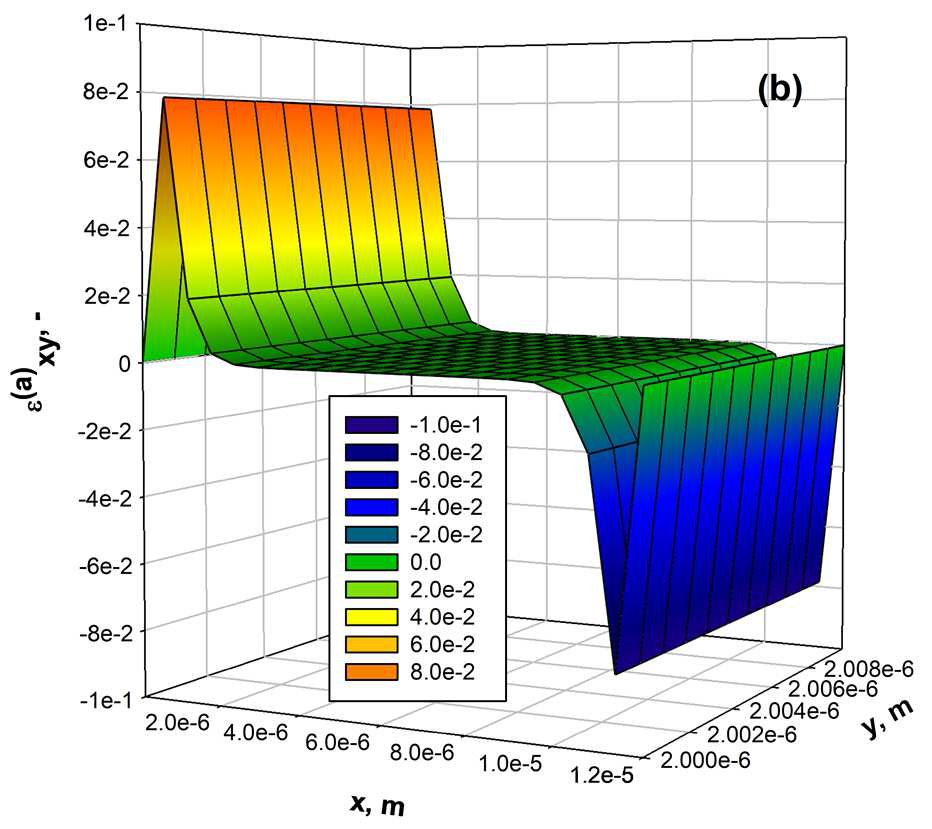 (b)
1e-1
8e-2
6e-2
4e-2
2e-2
0
-2e-2
-4e-2
-6e-2
-8e-2
-1e-1
ε(a)xy, -
-1.0e-1
-8.0e-2
-6.0e-2
-4.0e-2
-2.0e-2
0.0
2.0e-2
4.0e-2
6.0e-2
8.0e-2
2.0e-6
4.0e-6
6.0e-6
8.0e-6
1.0e-5
1.2e-5
x, m
2.008e-6
2.006e-6
2.004e-6
2.002e-6
2.000e-6
y, m